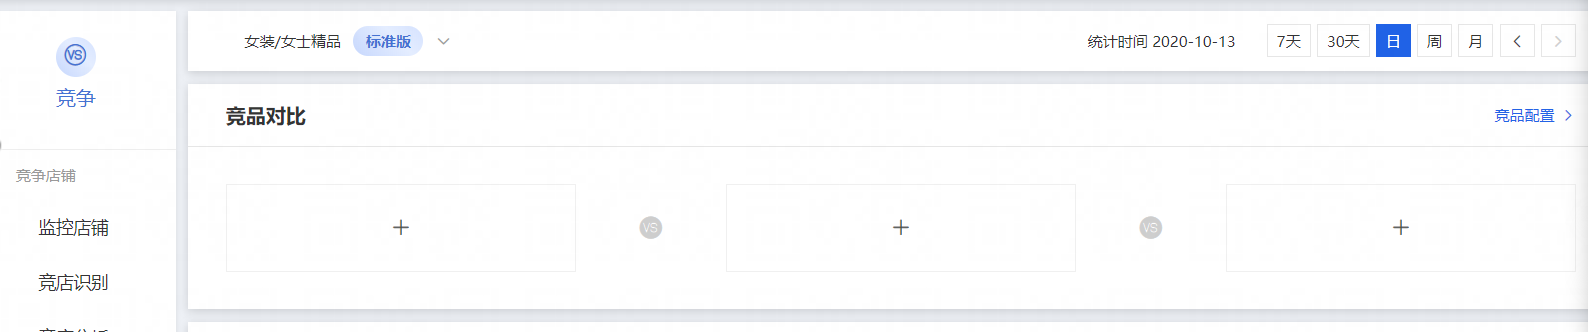 女装/女士精品 标准版
统计时间 2020-10-13 7天 30天 日 周 月
VS
竞争
竞品对比
竞品配置
竞争店铺
监控店铺
VS
VS
竞店识别